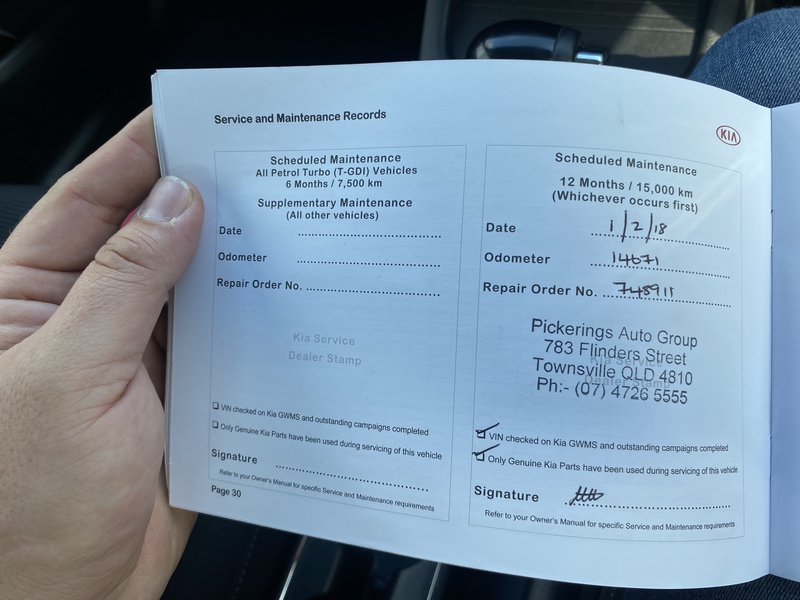 Service and Maintenance Records
KIA
Scheduled Maintenance
All Petrol Turbo (T-GDI) Vehicles
6 Months / 7,500 km
Supplementary Maintenance
(All other vehicles)
Date
Odometer
Repair Order No.
Kia Service
Dealer Stamp
VIN checked on Kia GWMS and outstanding campaigns completed
Only Genuine Kia Parts have been used during servicing of this vehicle
Signature
Refer to your Owner's Manual for specific Service and Maintenance requirements
Page 30
Scheduled Maintenance
12 Months / 15,000 km
(Whichever occurs first)
Date 1/2/18
Odometer 14671
Repair Order No. 748911
Kia Service
Dealer Stamp
Pickerings Auto Group
783 Flinders Street
Townsville QLD 4810
Ph:- (07) 4726 5555
VIN checked on Kia GWMS and outstanding campaigns completed
Only Genuine Kia Parts have been used during servicing of this vehicle
Signature
Refer to your Owner's Manual for specific Service and Maintenance requirements